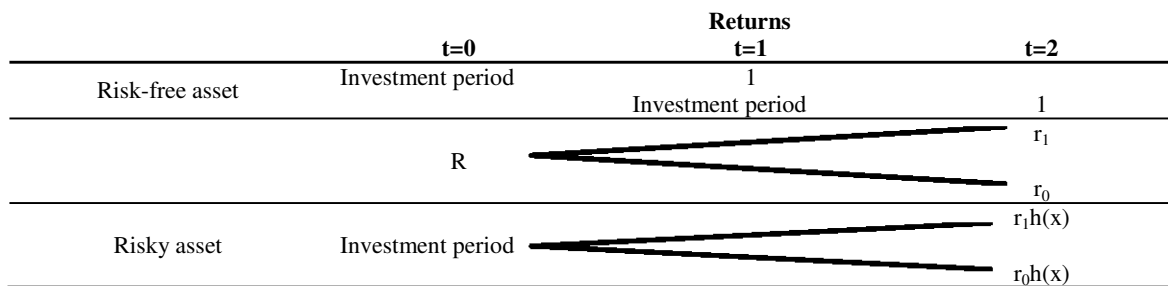 Returns
t=0 t=1 t=2
Investment period 1
Risk-free asset
Investment period 1
r₁
R
r₀
r₁h(x)
Risky asset Investment period
r₀h(x)